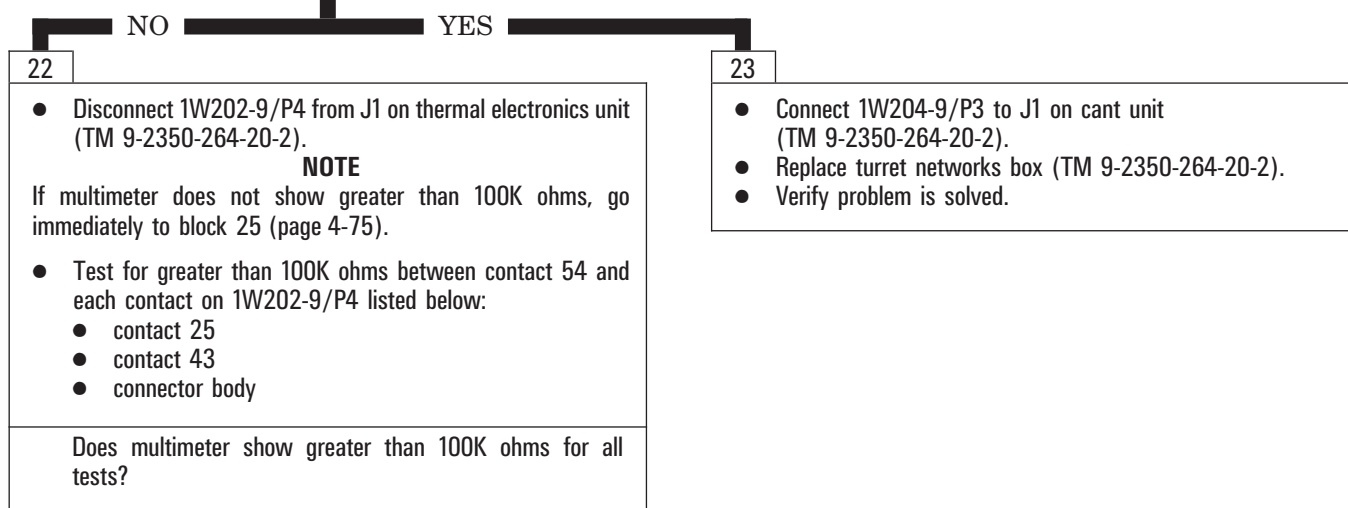 NO
YES
22
● Disconnect 1W202-9/P4 from J1 on thermal electronics unit
(TM 9-2350-264-20-2).
NOTE
If multimeter does not show greater than 100K ohms, go
immediately to block 25 (page 4-75).
● Test for greater than 100K ohms between contact 54 and
each contact on 1W202-9/P4 listed below:
● contact 25
● contact 43
● connector body
Does multimeter show greater than 100K ohms for all
tests?
23
● Connect 1W204-9/P3 to J1 on cant unit
(TM 9-2350-264-20-2).
● Replace turret networks box (TM 9-2350-264-20-2).
● Verify problem is solved.